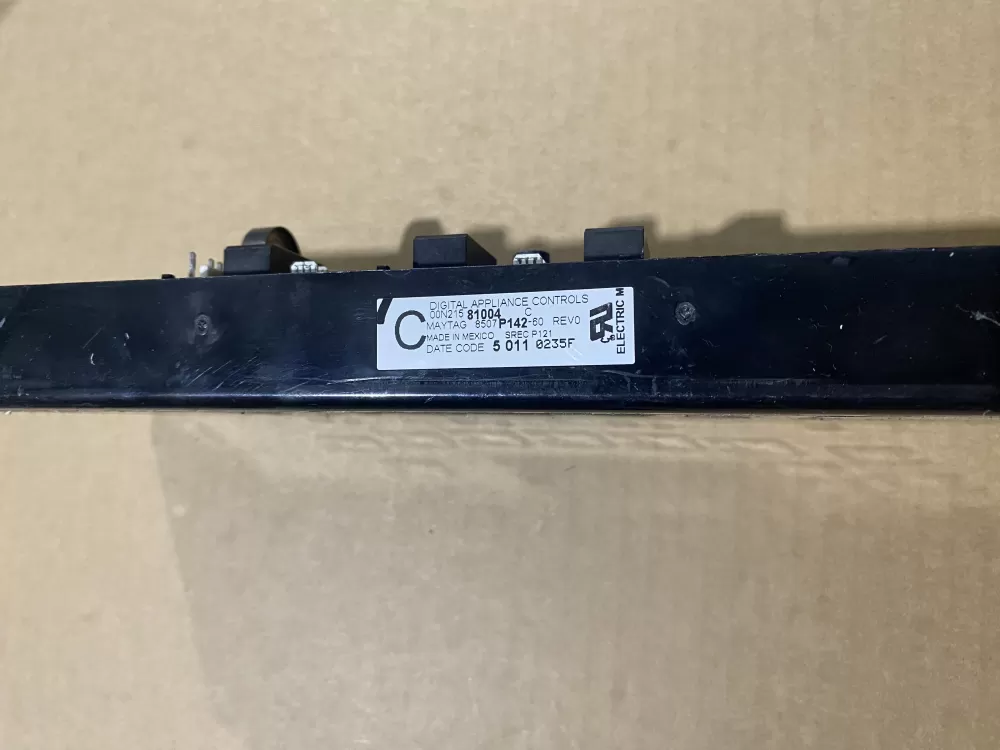 C
DIGITAL APPLIANCE CONTROLS
00N215 81004 C
MAYTAG 8507P142-60 REV0
MADE IN MEXICO SREC P121
DATE CODE 5 011 0235F
ELECTRIC M